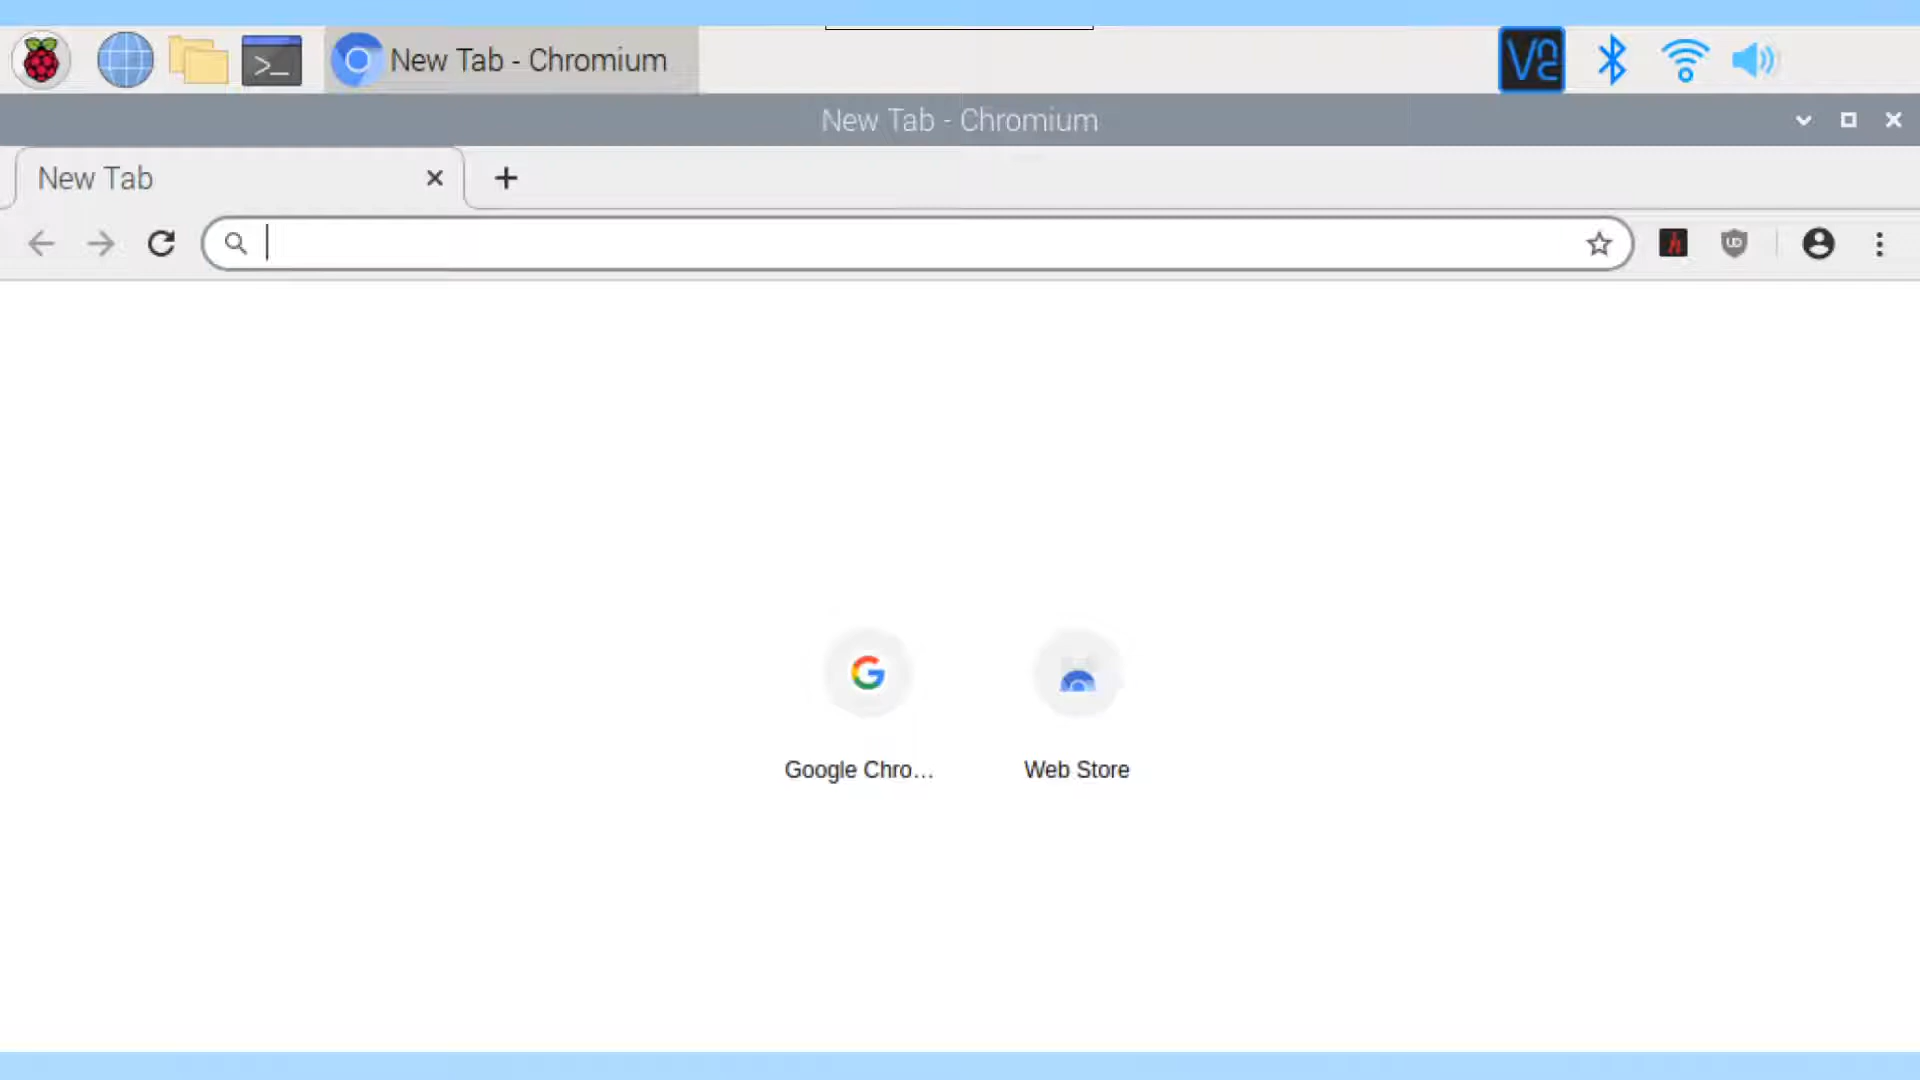 New Tab - Chromium
New Tab - Chromium
New Tab
Google Chro...
Web Store